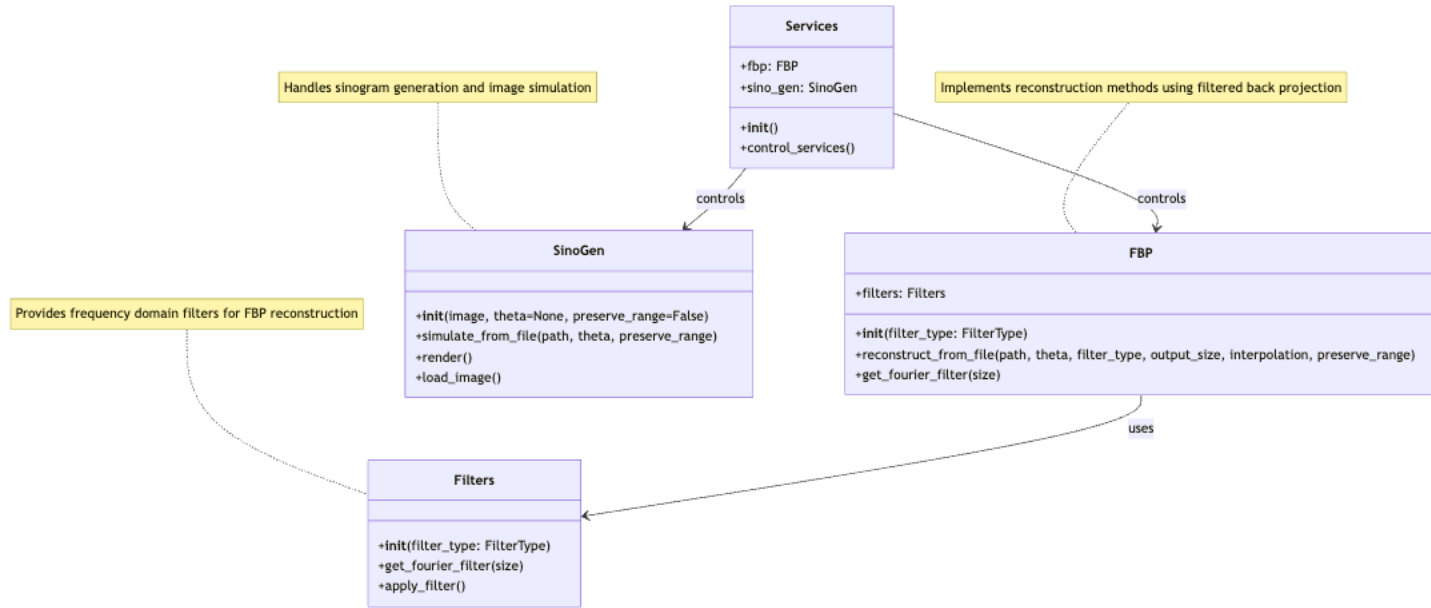 Services
+fbp: FBP
+sino_gen: SinoGen
+init()
+control_services()
Handles sinogram generation and image simulation
Implements reconstruction methods using filtered back projection
controls
controls
SinoGen
+init(image, theta=None, preserve_range=False)
+simulate_from_file(path, theta, preserve_range)
+render()
+load_image()
FBP
+filters: Filters
+init(filter_type: FilterType)
+reconstruct_from_file(path, theta, filter_type, output_size, interpolation, preserve_range)
+get_fourier_filter(size)
Provides frequency domain filters for FBP reconstruction
uses
Filters
+init(filter_type: FilterType)
+get_fourier_filter(size)
+apply_filter()